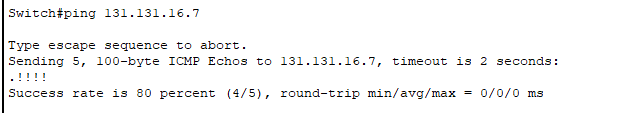 Switch#ping 131.131.16.7
Type escape sequence to abort.
Sending 5, 100-byte ICMP Echos to 131.131.16.7, timeout is 2 seconds:
.!!!!
Success rate is 80 percent (4/5), round-trip min/avg/max = 0/0/0 ms